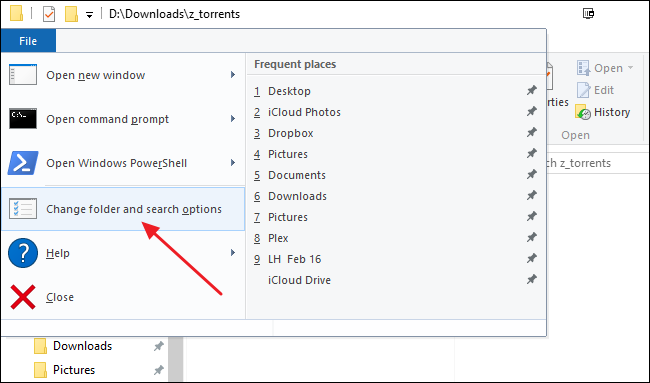 D:\Downloads\z_torrents
File
Open new window
Open command prompt
Open Windows PowerShell
Change folder and search options
Help
Close
Frequent places
1 Desktop
2 iCloud Photos
3 Dropbox
4 Pictures
5 Documents
6 Downloads
7 Pictures
8 Plex
9 LH Feb 16
iCloud Drive
erties
Open
Edit
History
Open
ch z_torrents
Downloads
Pictures